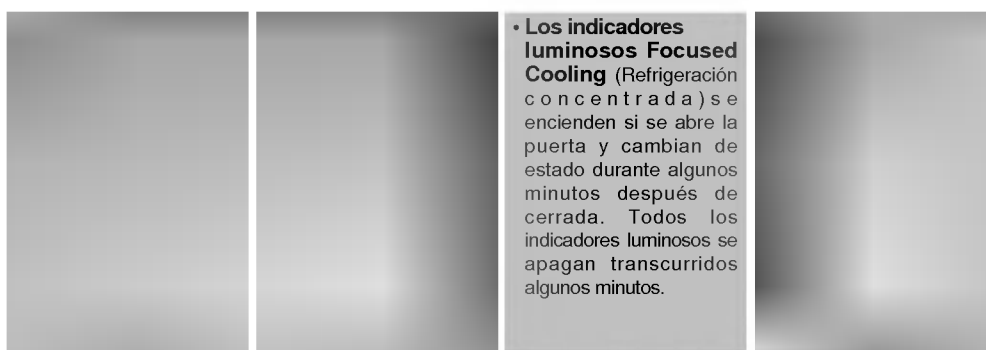 • Los indicadores
luminosos Focused
Cooling (Refrigeración
concentrada)se
encienden si se abre la
puerta y cambian de
estado durante algunos
minutos después de
cerrada. Todos los
indicadores luminosos se
apagan transcurridos
algunos minutos.